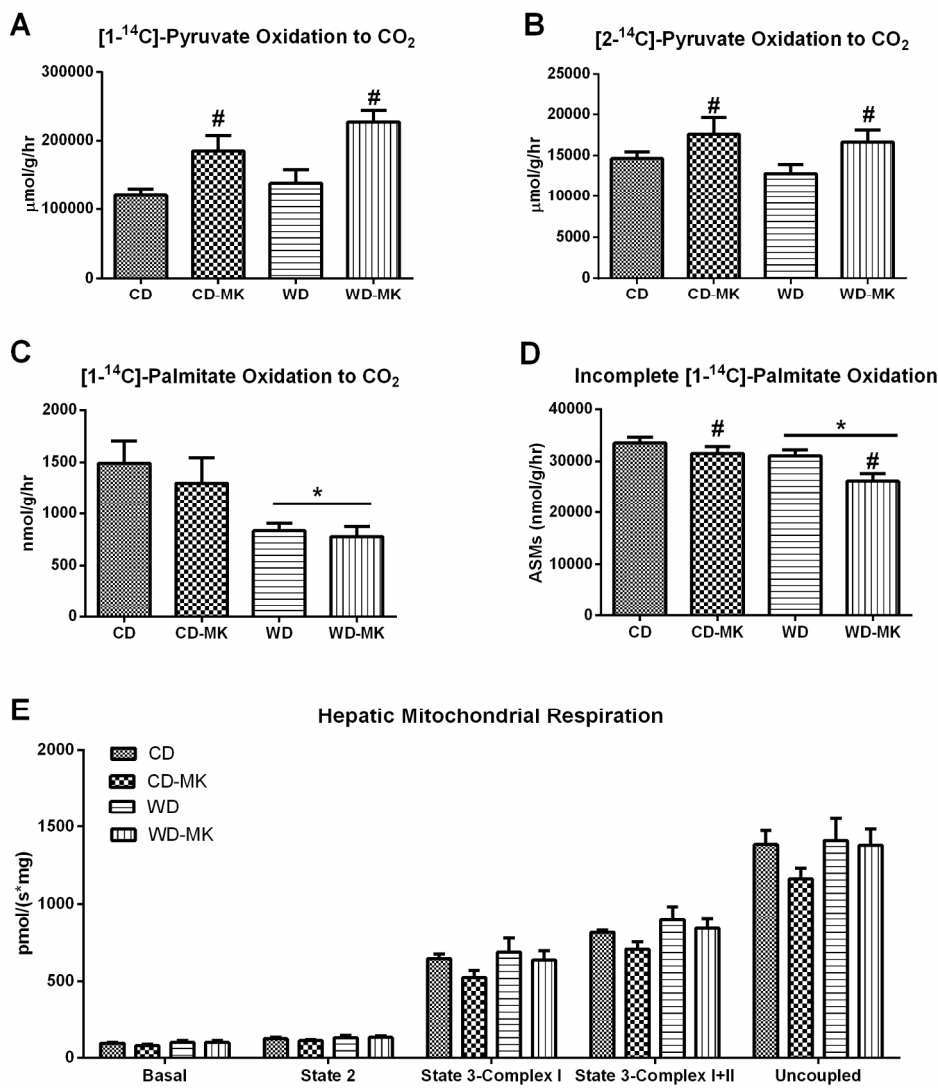 A
[1-¹⁴C]-Pyruvate Oxidation to CO₂
μmol/g/hr
300000
200000
100000
0
#
#
CD
CD-MK
WD
WD-MK
B
[2-¹⁴C]-Pyruvate Oxidation to CO₂
μmol/g/hr
25000
20000
15000
10000
5000
0
#
#
CD
CD-MK
WD
WD-MK
C
[1-¹⁴C]-Palmitate Oxidation to CO₂
nmol/g/hr
2000
1500
1000
500
0
*
CD
CD-MK
WD
WD-MK
D
Incomplete [1-¹⁴C]-Palmitate Oxidation
ASMs (nmol/g/hr)
40000
30000
20000
10000
0
#
*
#
CD
CD-MK
WD
WD-MK
E
Hepatic Mitochondrial Respiration
pmol/(s*mg)
2000
1500
1000
500
0
CD
CD-MK
WD
WD-MK
Basal
State 2
State 3-Complex I
State 3-Complex I+II
Uncoupled